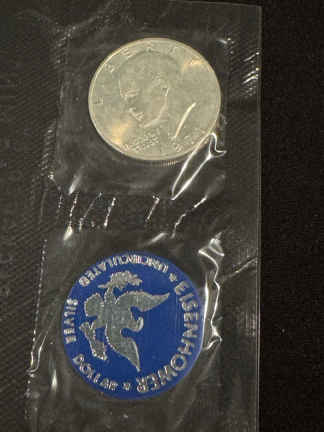 LIBERTY
EISENHOWER
UNCIRCULATED SILVER DOLLAR